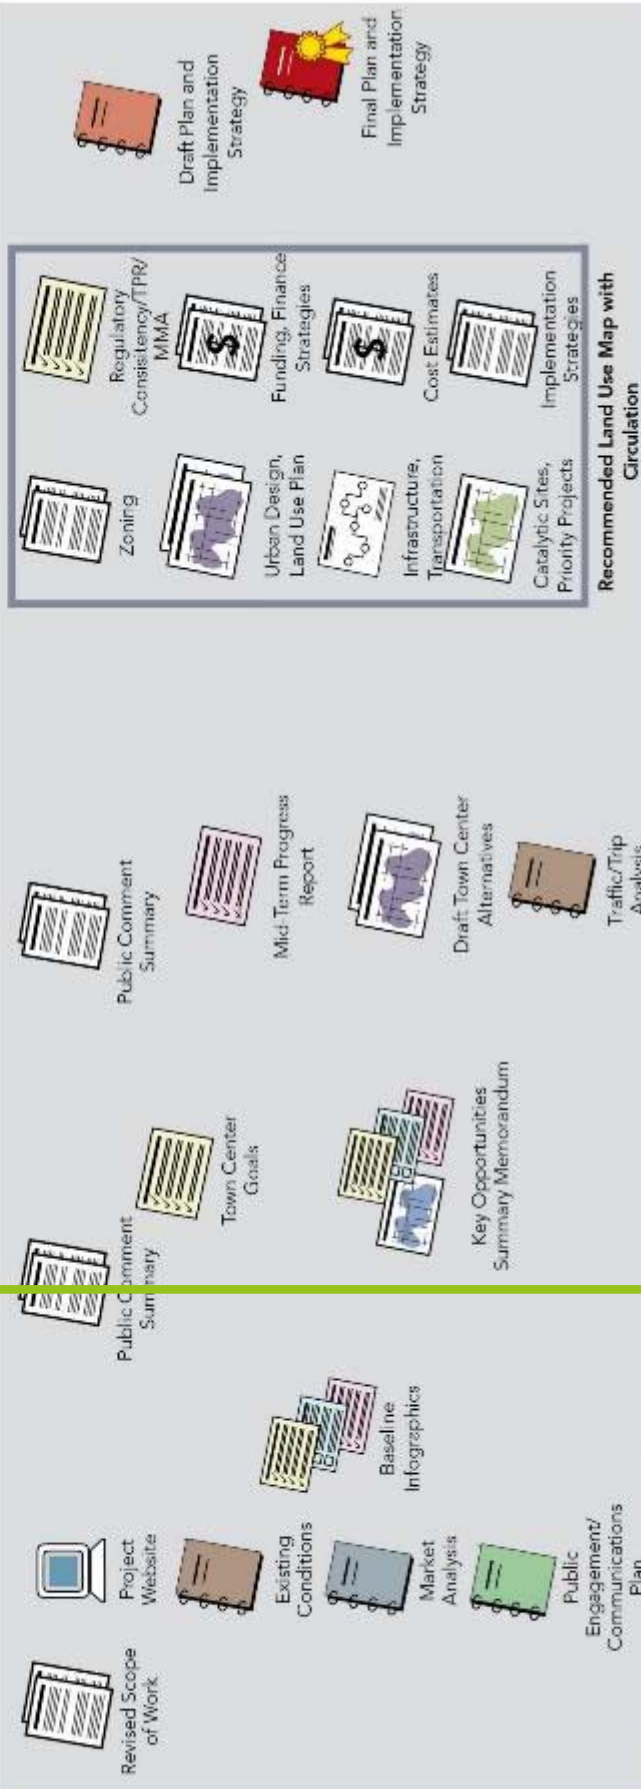 Revised Scope
of Work
Project
Website
Existing
Conditions
Market
Analysis
Public
Engagement/
Communications
Plan
Baseline
Infographics
Public Comment
Summary
Town Center
Goals
Key Opportunities
Summary Memorandum
Public Comment
Summary
Mid-Term Progress
Report
Draft Town Center
Alternatives
Traffic/Trip
Analysis
Zoning
Urban Design,
Land Use Plan
Infrastructure,
Transportation
Catalytic Sites,
Priority Projects
Regulatory
Consistency/TPR/
MMA
$
Funding, Finance
Strategies
$
Cost Estimates
Implementation
Strategies
Recommended Land Use Map with
Circulation
Draft Plan and
Implementation
Strategy
Final Plan and
Implementation
Strategy